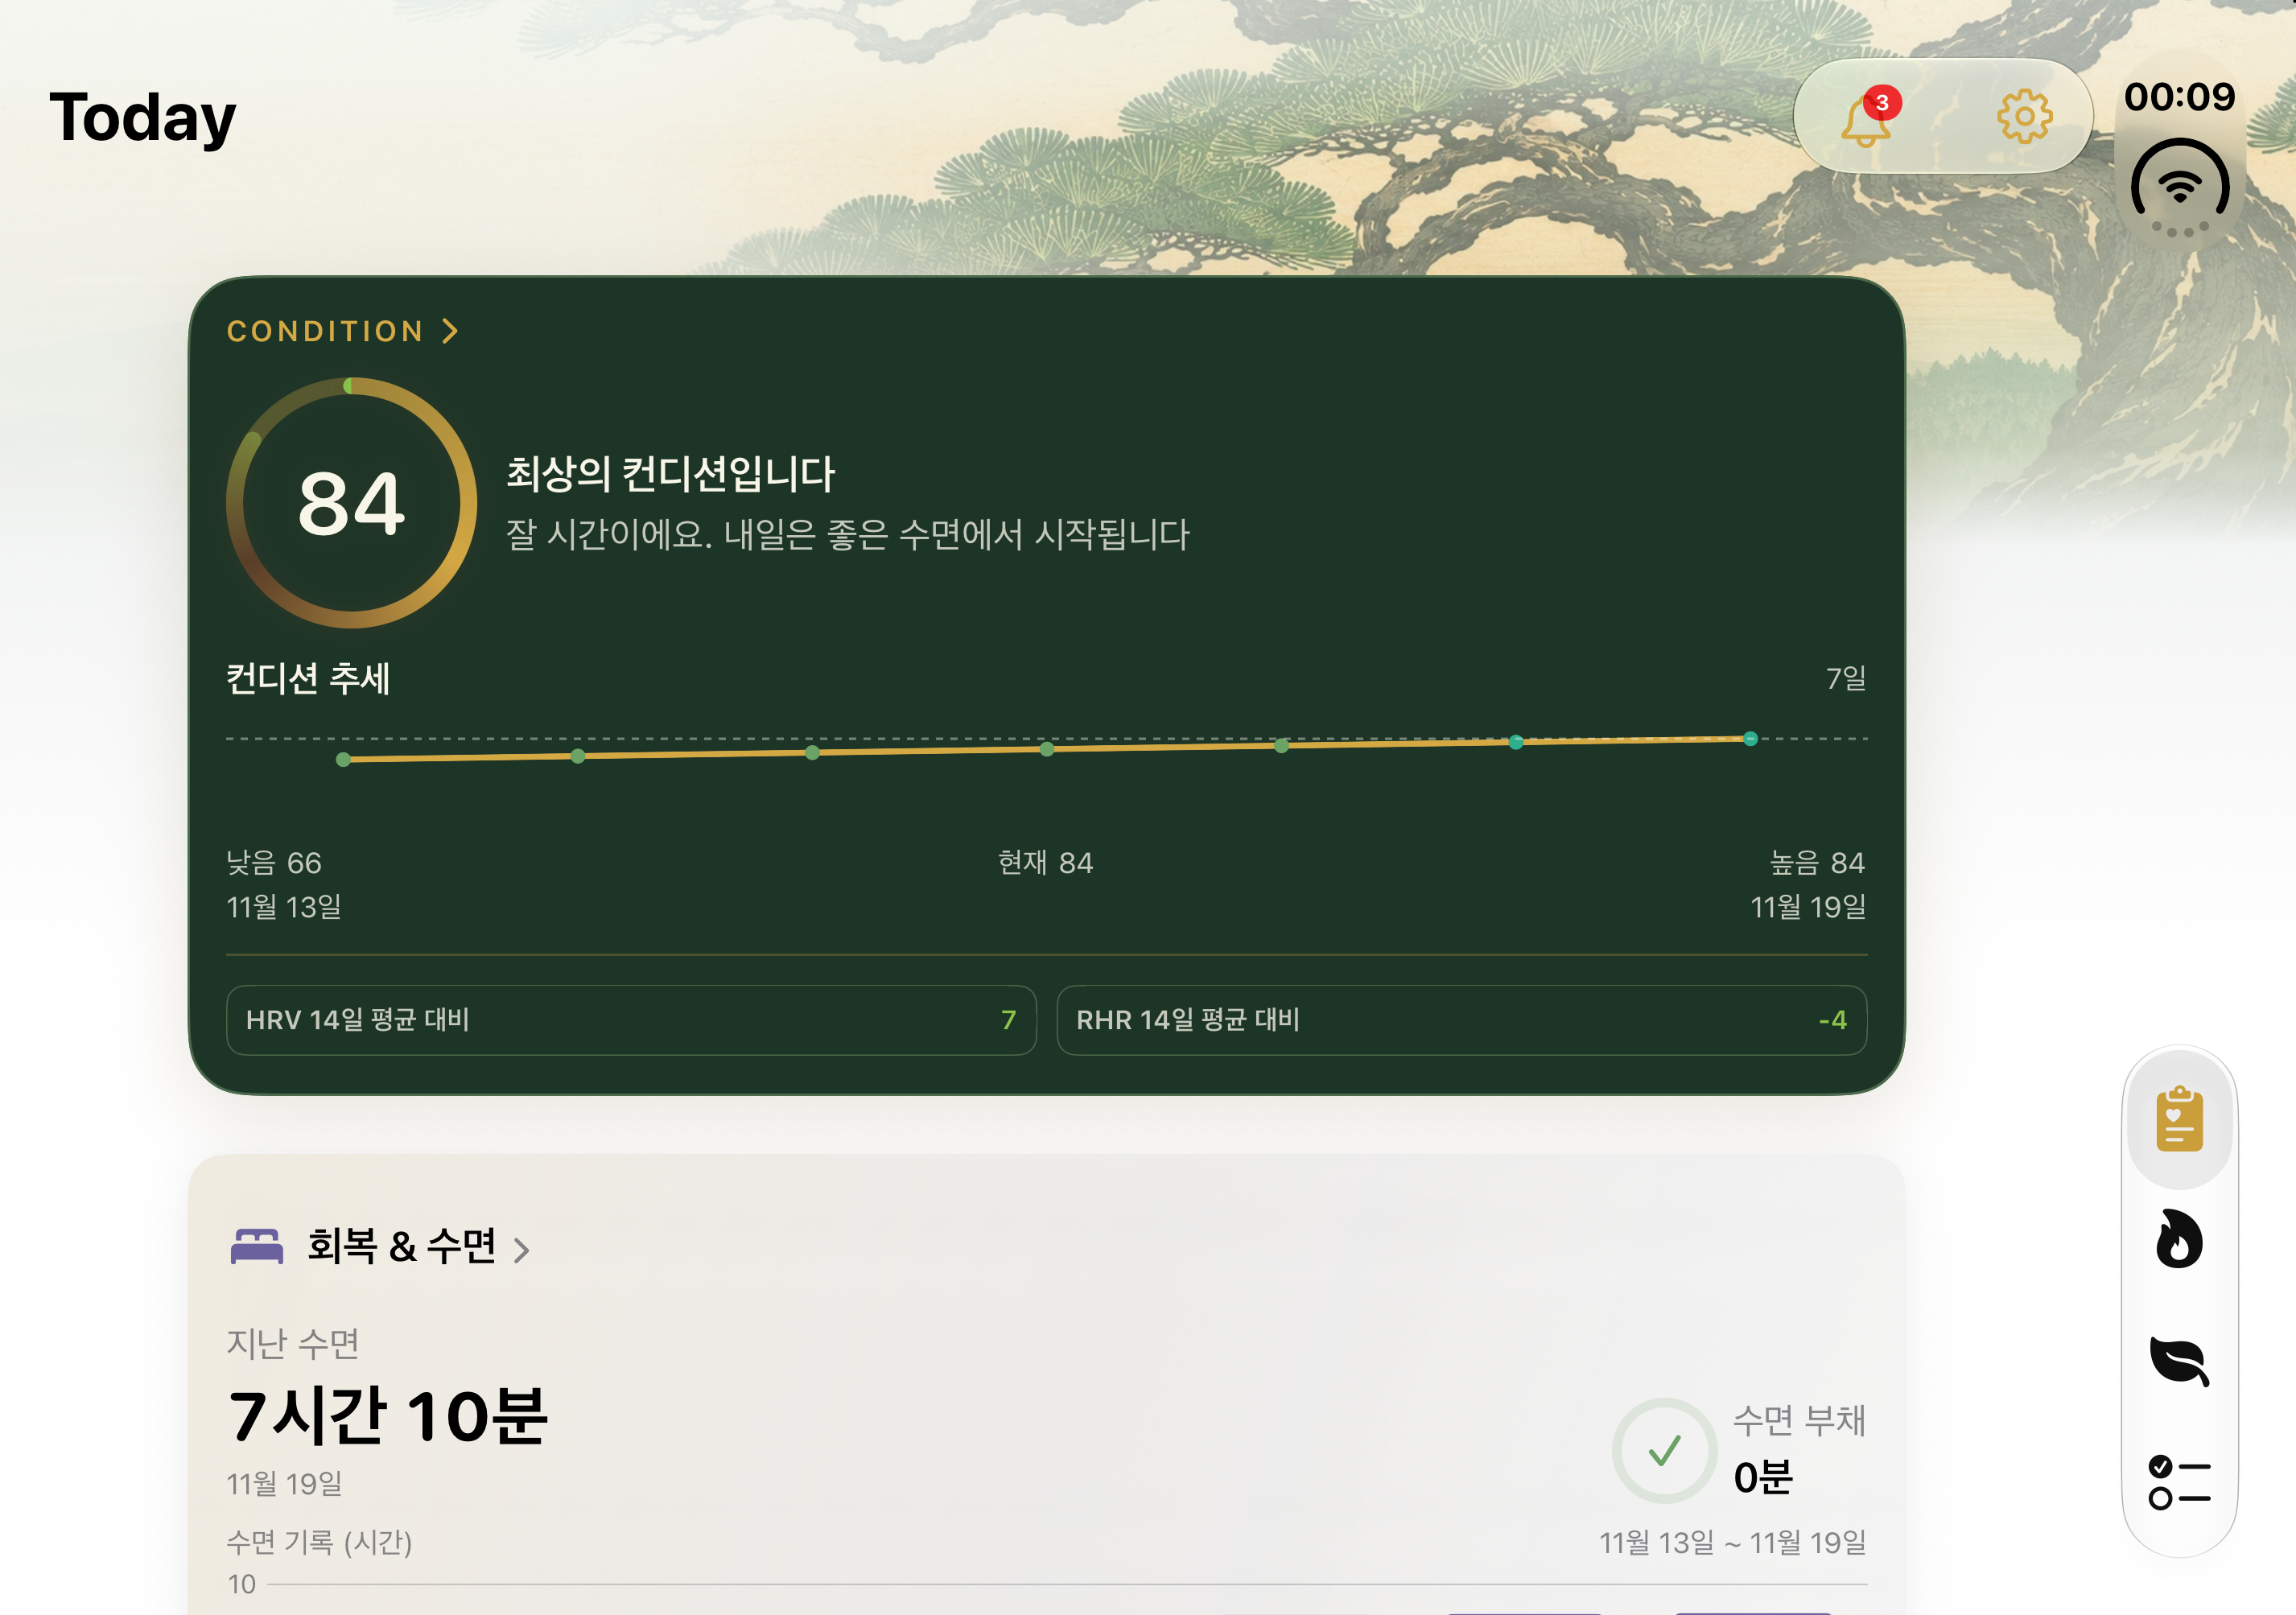 Today
3
00:09
CONDITION
84
최상의 컨디션입니다
잘 시간이에요. 내일은 좋은 수면에서 시작됩니다
컨디션 추세
7일
낮음 66
현재 84
높음 84
11월 13일
11월 19일
HRV 14일 평균 대비
7
RHR 14일 평균 대비
-4
회복 & 수면
지난 수면
7시간 10분
11월 19일
수면 부채
0분
수면 기록 (시간)
11월 13일 ~ 11월 19일
10